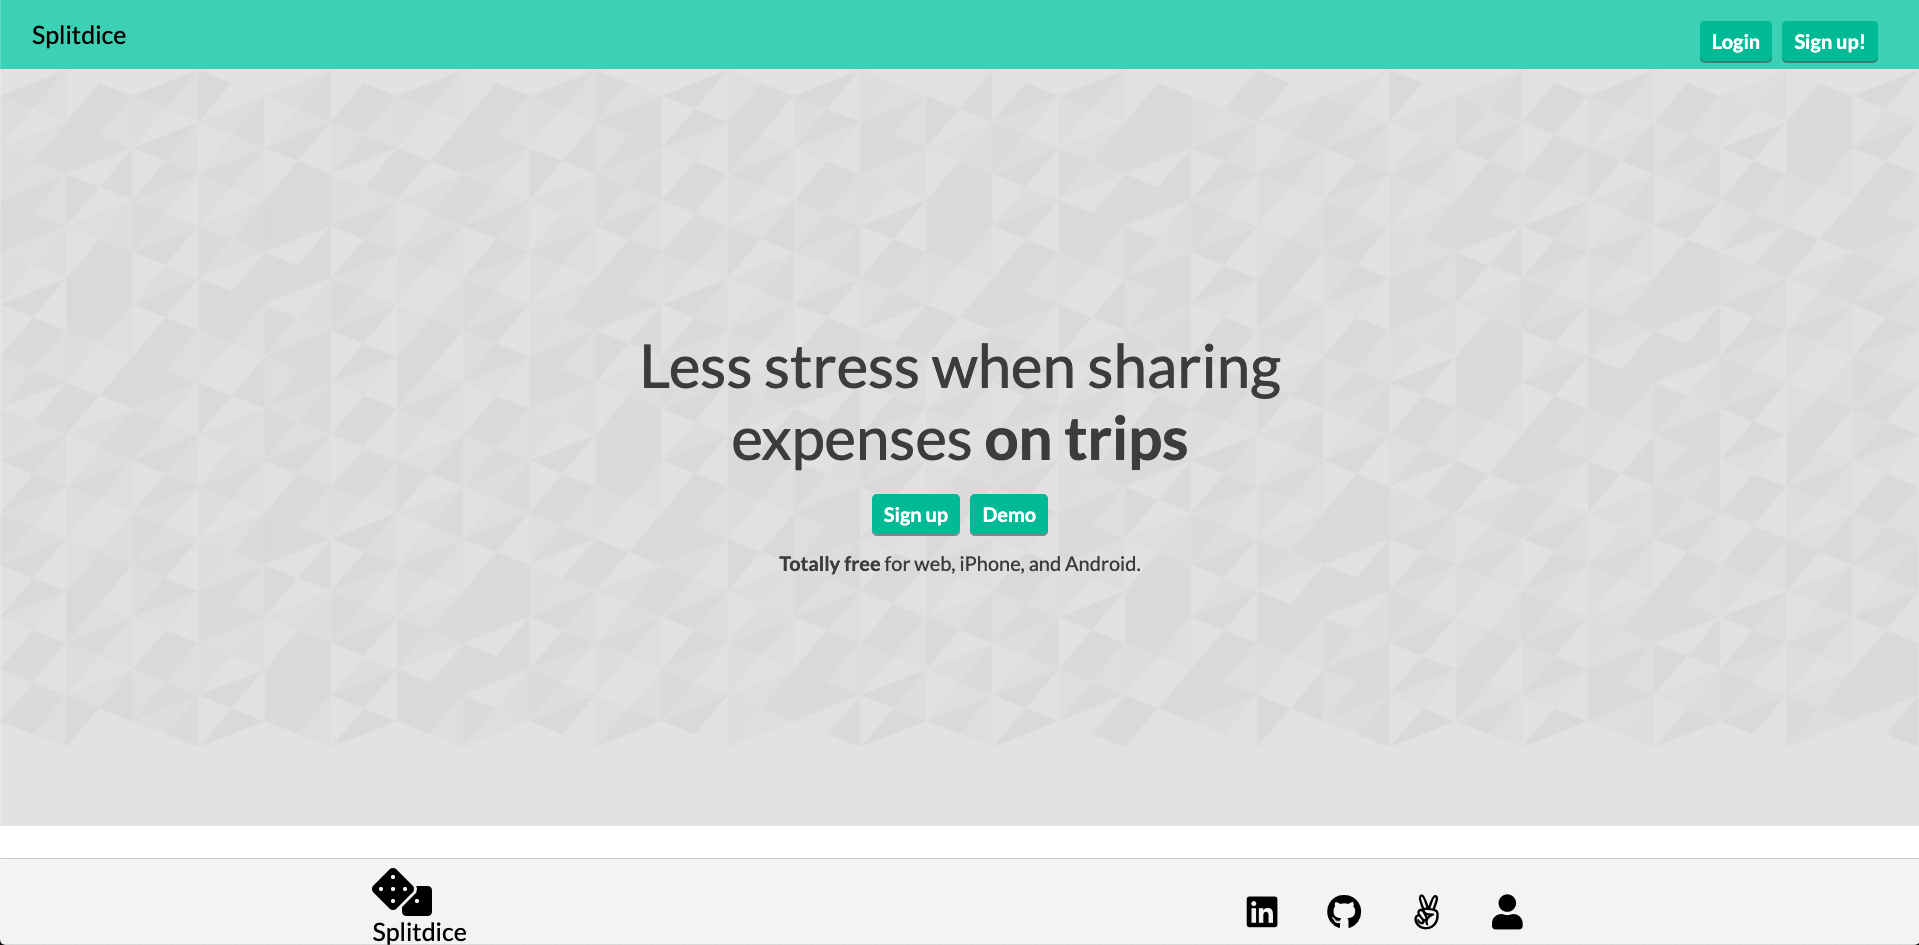 Splitdice
Login
Sign up!
Less stress when sharing
expenses on trips
Sign up
Demo
Totally free for web, iPhone, and Android.
Splitdice